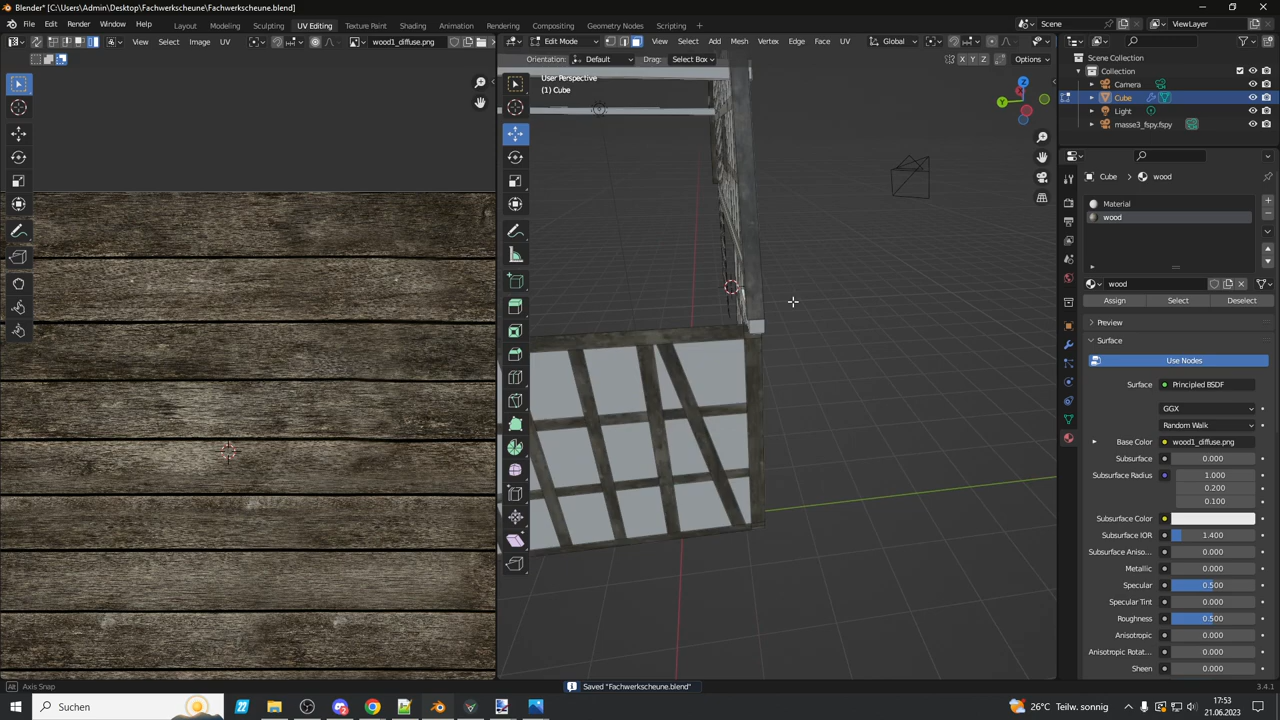 Blender* [C:\Users\Admin\Desktop\Fachwerkscheune\Fachwerkscheune.blend]
File Edit Render Window Help Layout Modeling Sculpting UV Editing Texture Paint Shading Animation Rendering Compositing Geometry Nodes Scripting + Scene ViewLayer
View Select Image UV wood1_diffuse.png Edit Mode View Select Add Mesh Vertex Edge Face UV Global
Orientation: Default Drag: Select Box X Y Z Options
User Perspective
(1) Cube
Scene Collection
Collection
Camera
Cube
Light
masse3_fspy.fspy
Z
Y
Cube wood
Material
wood
wood
Assign Select Deselect
Preview
Surface
Use Nodes
Surface Principled BSDF
GGX
Random Walk
Base Color wood1_diffuse.png
Subsurface 0.000
Subsurface Radius 1.000
0.200
0.100
Subsurface Color
Subsurface IOR 1.400
Subsurface Aniso... 0.000
Metallic 0.000
Specular 0.500
Specular Tint 0.000
Roughness 0.500
Anisotropic 0.000
Anisotropic Rotat... 0.000
Sheen 0.000
Alt Axis Snap Saved "Fachwerkscheune.blend" 3.4.1
Suchen 26°C Teilw. sonnig 17:53
21.06.2023